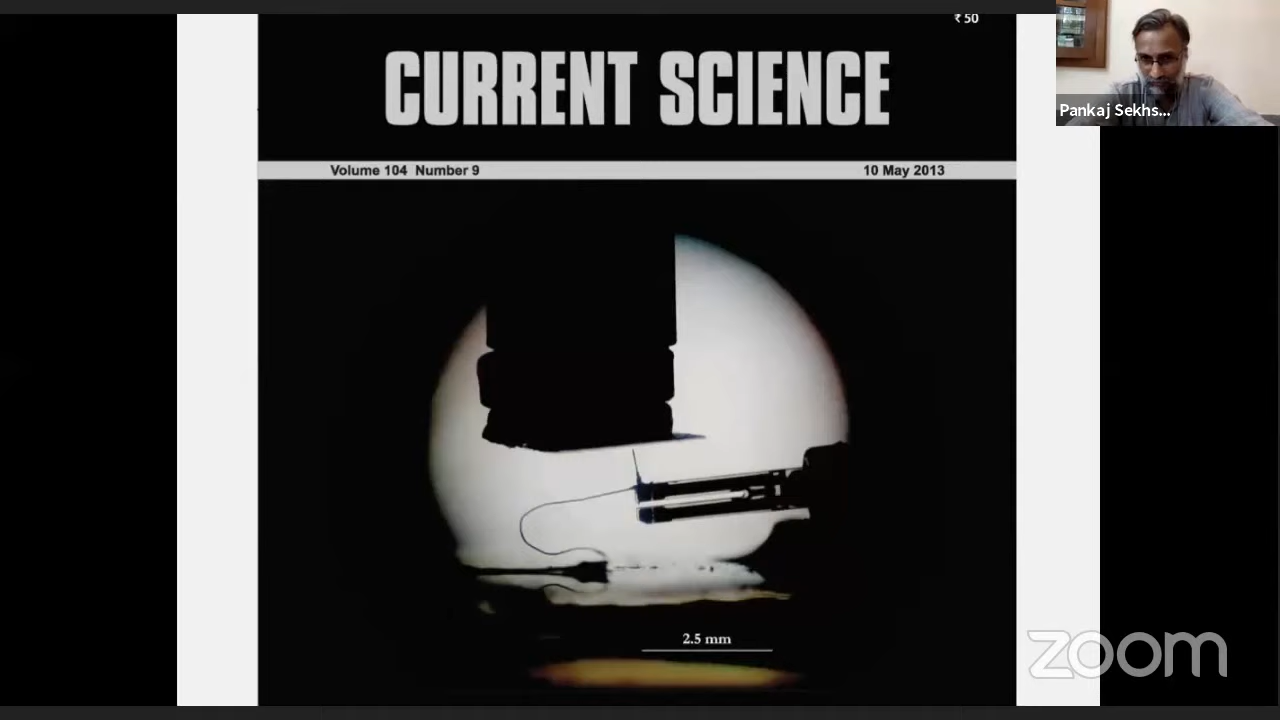 ₹ 50
CURRENT SCIENCE
Volume 104 Number 9
10 May 2013
Pankaj Sekhs...
2.5 mm
zoom